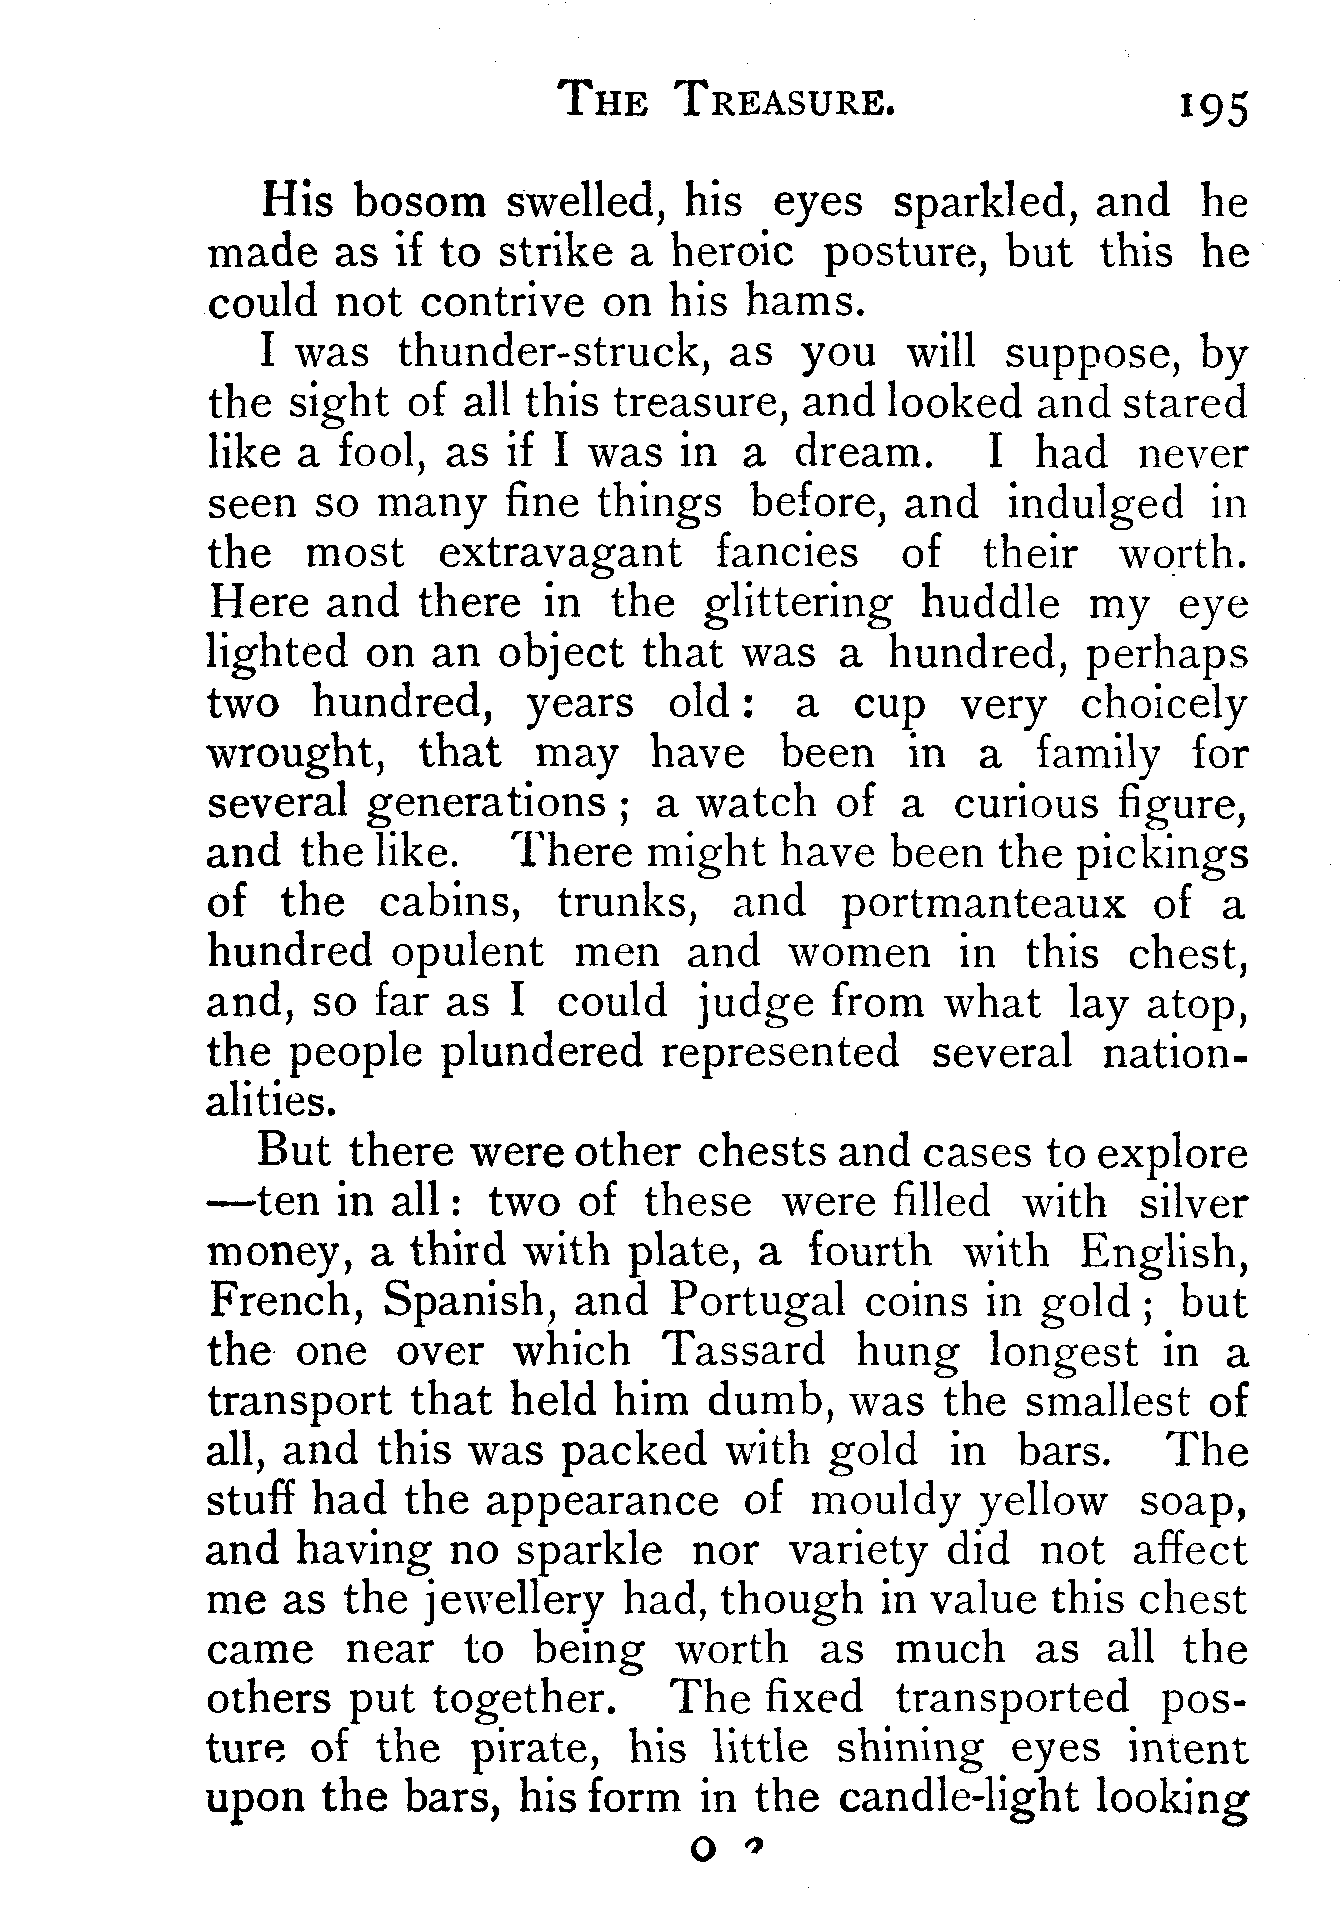 THE TREASURE. 195
His bosom swelled, his eyes sparkled, and he
made as if to strike a heroic posture, but this he
could not contrive on his hams.
I was thunder-struck, as you will suppose, by
the sight of all this treasure, and looked and stared
like a fool, as if I was in a dream. I had never
seen so many fine things before, and indulged in
the most extravagant fancies of their worth.
Here and there in the glittering huddle my eye
lighted on an object that was a hundred, perhaps
two hundred, years old: a cup very choicely
wrought, that may have been in a family for
several generations; a watch of a curious figure,
and the like. There might have been the pickings
of the cabins, trunks, and portmanteaux of a
hundred opulent men and women in this chest,
and, so far as I could judge from what lay atop,
the people plundered represented several nation-
alities.
But there were other chests and cases to explore
—ten in all: two of these were filled with silver
money, a third with plate, a fourth with English,
French, Spanish, and Portugal coins in gold; but
the one over which Tassard hung longest in a
transport that held him dumb, was the smallest of
all, and this was packed with gold in bars. The
stuff had the appearance of mouldy yellow soap,
and having no sparkle nor variety did not affect
me as the jewellery had, though in value this chest
came near to being worth as much as all the
others put together. The fixed transported pos-
ture of the pirate, his little shining eyes intent
upon the bars, his form in the candle-light looking
O